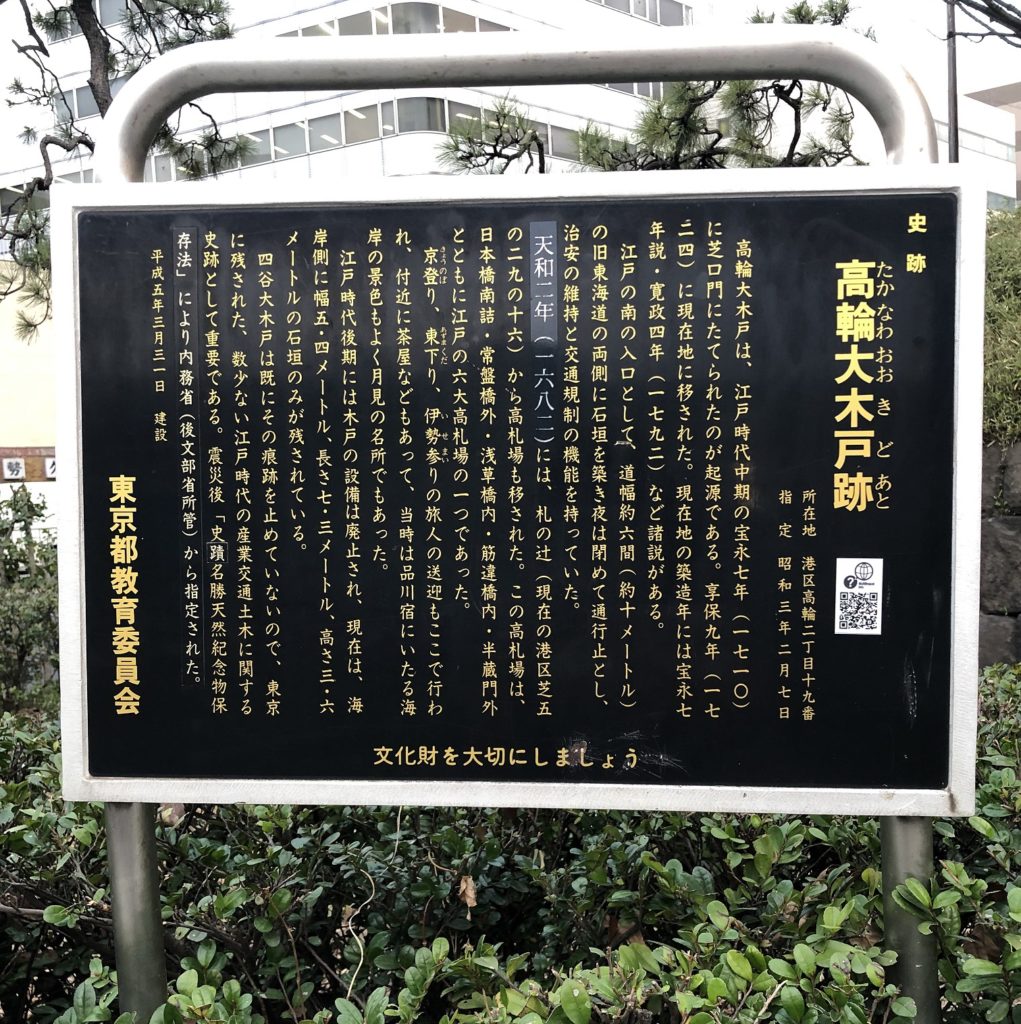 史跡
たかなわおおきどあと
高輪大木戸跡
所在地　港区高輪二丁目十九番
指　定　昭和三年二月七日
高輪大木戸は、江戸時代中期の宝永七年（一七一〇）
に芝口門にたてられたのが起源である。享保九年（一七
二四）に現在地に移された。現在地の築造年には宝永七
年説・寛政四年（一七九二）など諸説がある。
江戸の南の入口として、道幅約六間（約十メートル）
の旧東海道の両側に石垣を築き夜は閉めて通行止とし、
治安の維持と交通規制の機能を持っていた。
天和二年（一六八二）には、札の辻（現在の港区芝五
の二九の十六）から高札場も移された。この高札場は、
日本橋南詰・常盤橋外・浅草橋内・筋違橋内・半蔵門外
とともに江戸の六大高札場の一つであった。
きょうのぼ　あずまくだ　いせまい
京登り、東下り、伊勢参りの旅人の送迎もここで行わ
れ、付近に茶屋などもあって、当時は品川宿にいたる海
岸の景色もよく月見の名所でもあった。
江戸時代後期には木戸の設備は廃止され、現在は、海
岸側に幅五・四メートル、長さ七・三メートル、高さ三・六
メートルの石垣のみが残されている。
四谷大木戸は既にその痕跡を止めていないので、東京
に残された、数少ない江戸時代の産業交通土木に関する
史跡として重要である。震災後「史蹟名勝天然紀念物保
存法」により内務省（後文部省所管）から指定された。
平成五年三月三一日　建設
東京都教育委員会
文化財を大切にしましょう